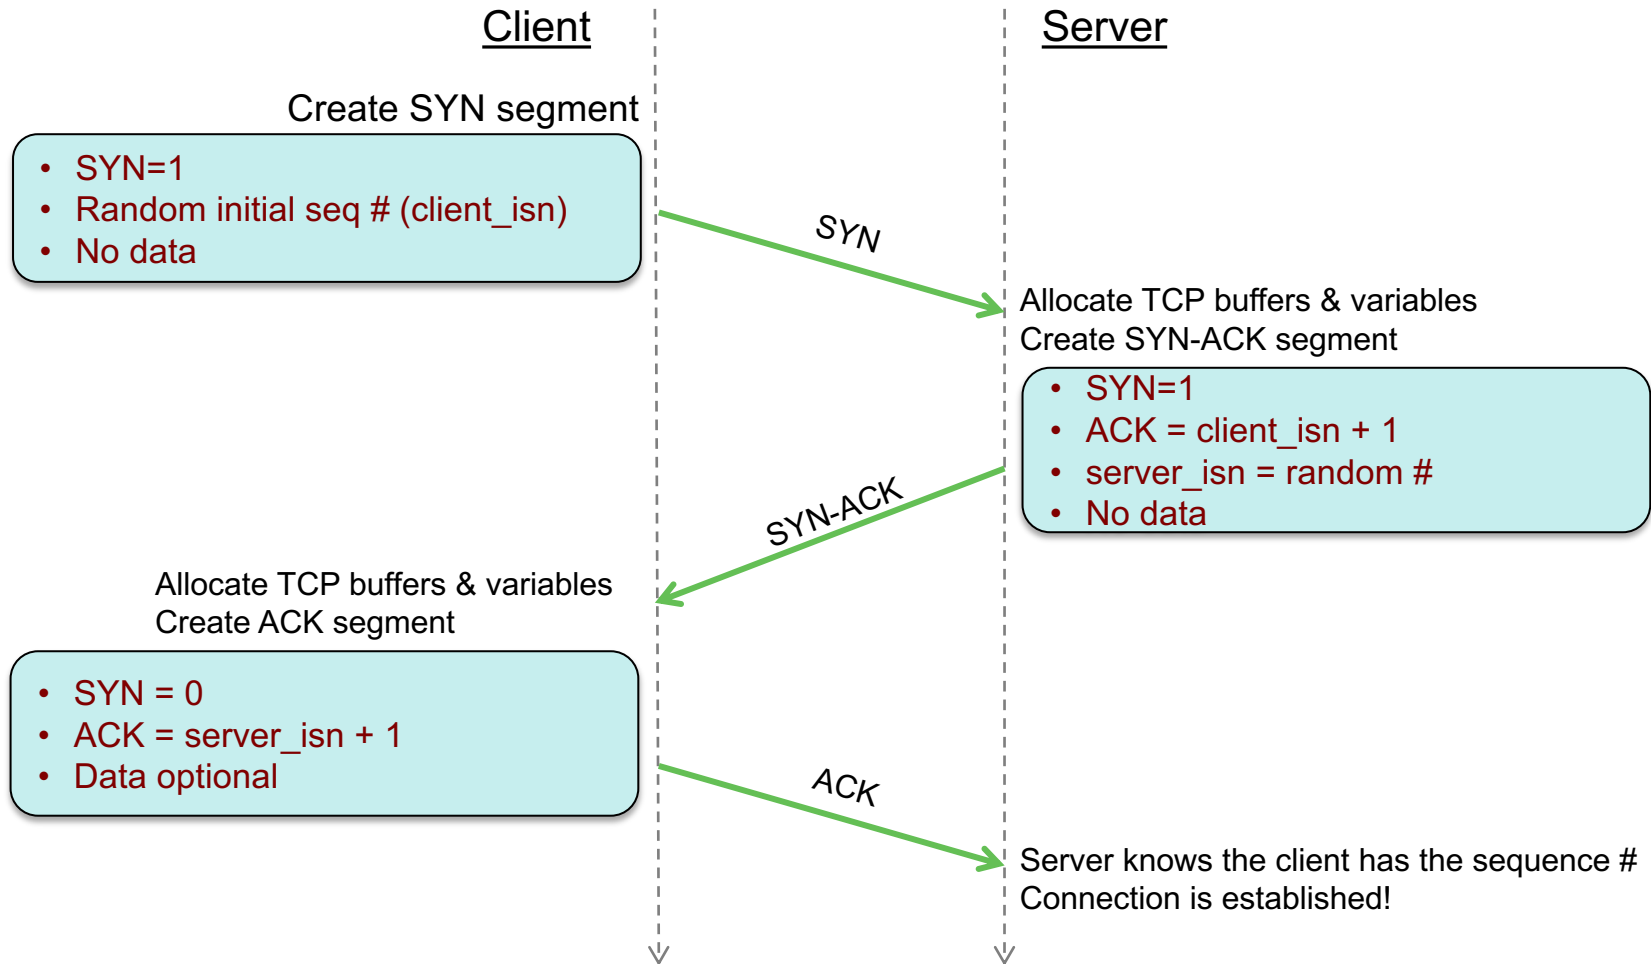 Client
Server
Create SYN segment
• SYN=1
• Random initial seq # (client_isn)
• No data
SYN
Allocate TCP buffers & variables
Create SYN-ACK segment
• SYN=1
• ACK = client_isn + 1
• server_isn = random #
• No data
SYN-ACK
Allocate TCP buffers & variables
Create ACK segment
• SYN = 0
• ACK = server_isn + 1
• Data optional
ACK
Server knows the client has the sequence #
Connection is established!